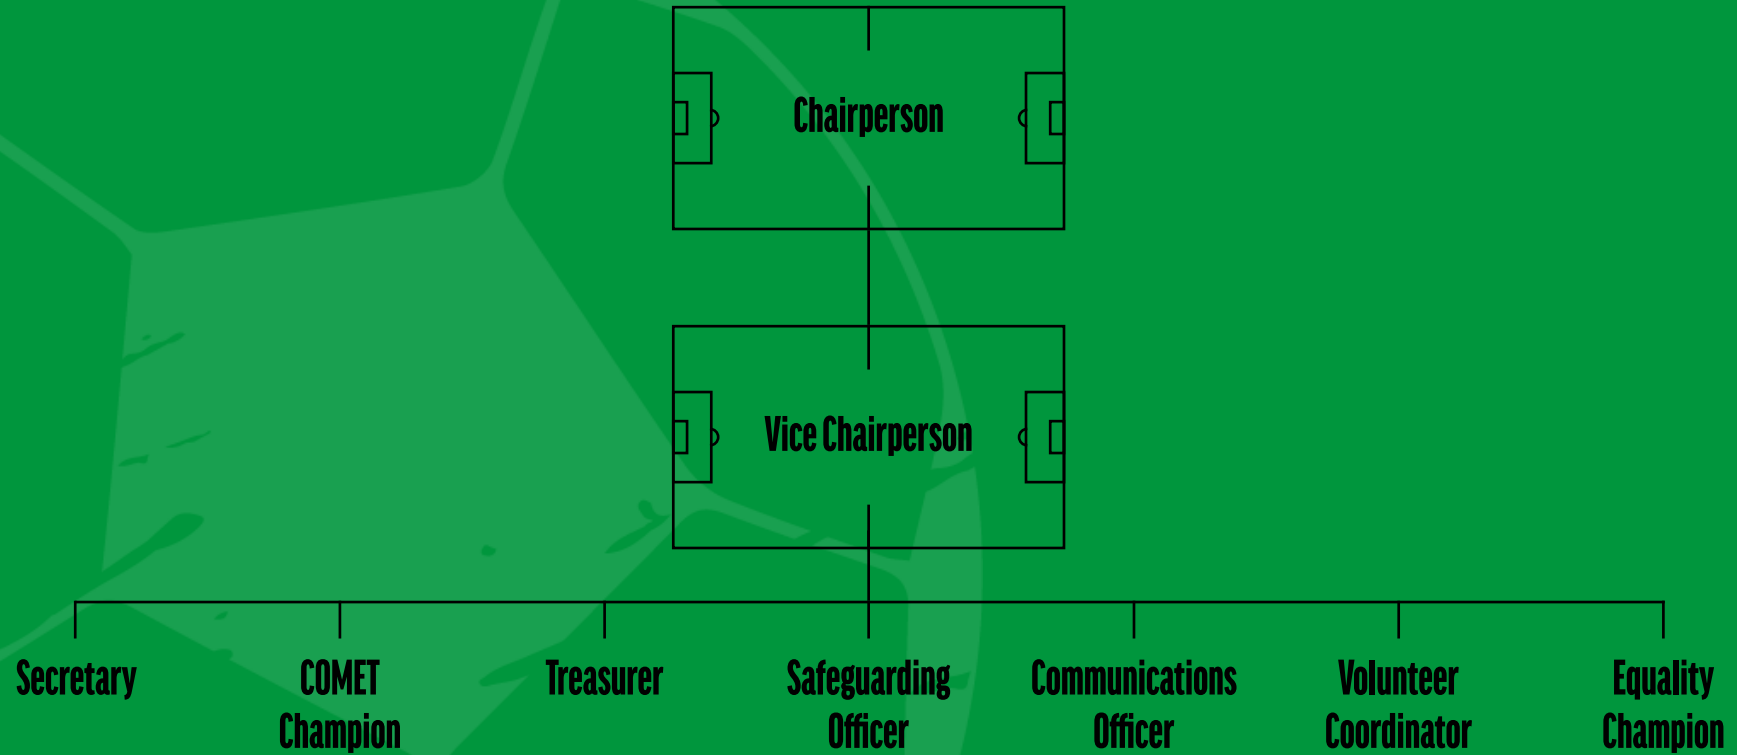 Chairperson
Vice Chairperson
Secretary
COMET
Champion
Treasurer
Safeguarding
Officer
Communications
Officer
Volunteer
Coordinator
Equality
Champion